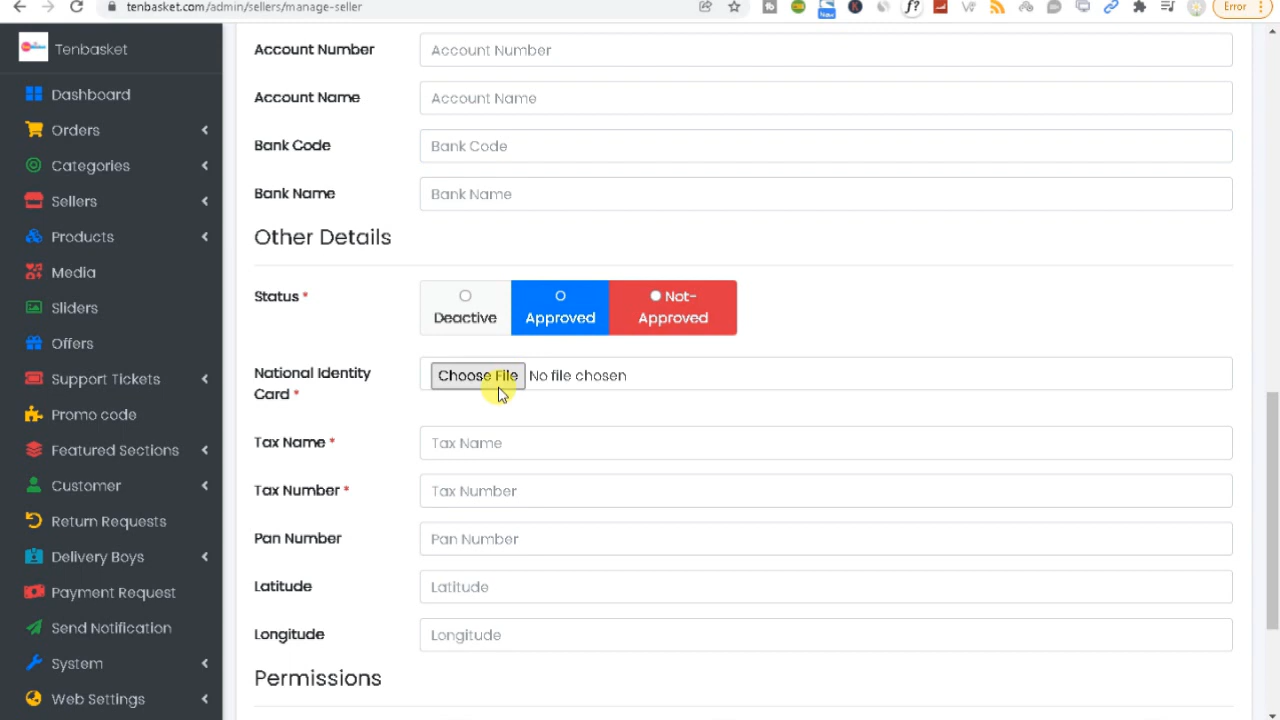 tenbasket.com/admin/sellers/manage-seller
New
f?
Error
Tenbasket
Dashboard
Orders
Categories
Sellers
Products
Media
Sliders
Offers
Support Tickets
Promo code
Featured Sections
Customer
Return Requests
Delivery Boys
Payment Request
Send Notification
System
Web Settings
Account Number Account Number
Account Name Account Name
Bank Code Bank Code
Bank Name Bank Name
Other Details
Status *
Deactive
Approved
Not-
Approved
National Identity
Card *
Choose File No file chosen
Tax Name * Tax Name
Tax Number * Tax Number
Pan Number Pan Number
Latitude Latitude
Longitude Longitude
Permissions